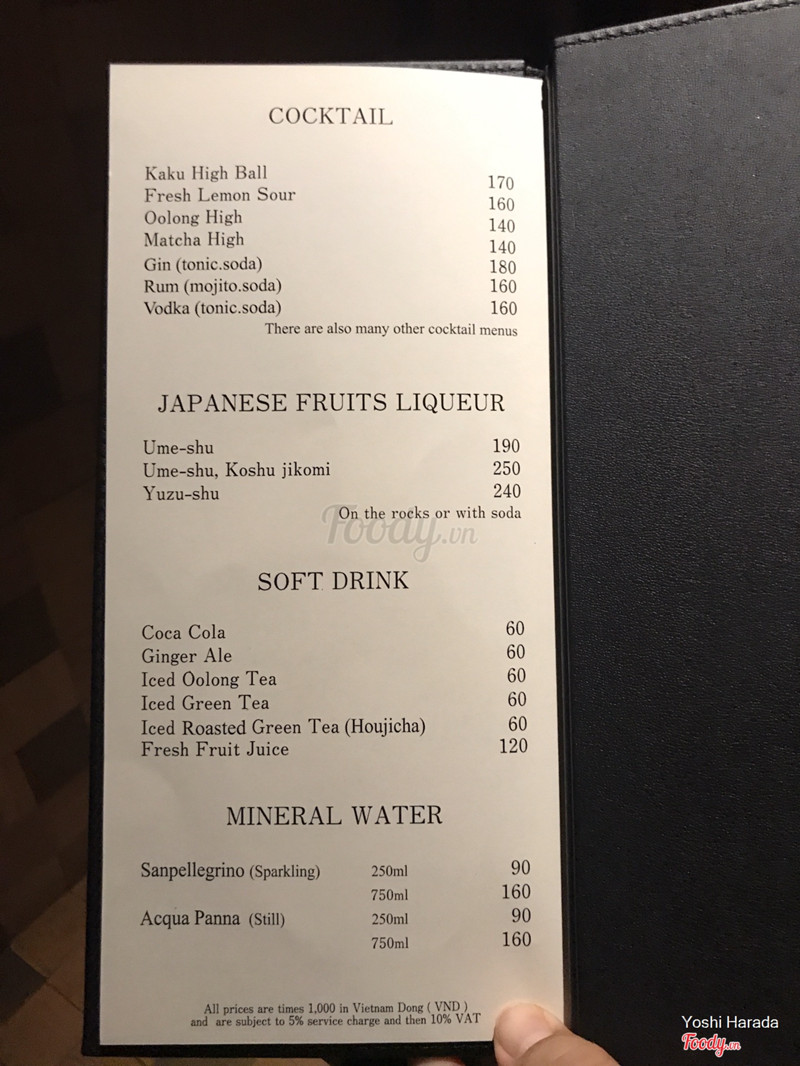 COCKTAIL
Kaku High Ball 170
Fresh Lemon Sour 160
Oolong High 140
Matcha High 140
Gin (tonic.soda) 180
Rum (mojito.soda) 160
Vodka (tonic.soda) 160
There are also many other cocktail menus
JAPANESE FRUITS LIQUEUR
Ume-shu 190
Ume-shu, Koshu jikomi 250
Yuzu-shu 240
On the rocks or with soda
Foody.vn
SOFT DRINK
Coca Cola 60
Ginger Ale 60
Iced Oolong Tea 60
Iced Green Tea 60
Iced Roasted Green Tea (Houjicha) 60
Fresh Fruit Juice 120
MINERAL WATER
Sanpellegrino (Sparkling) 250ml 90
750ml 160
Acqua Panna (Still) 250ml 90
750ml 160
All prices are times 1,000 in Vietnam Dong ( VND )
and are subject to 5% service charge and then 10% VAT
Yoshi Harada
Foody.vn